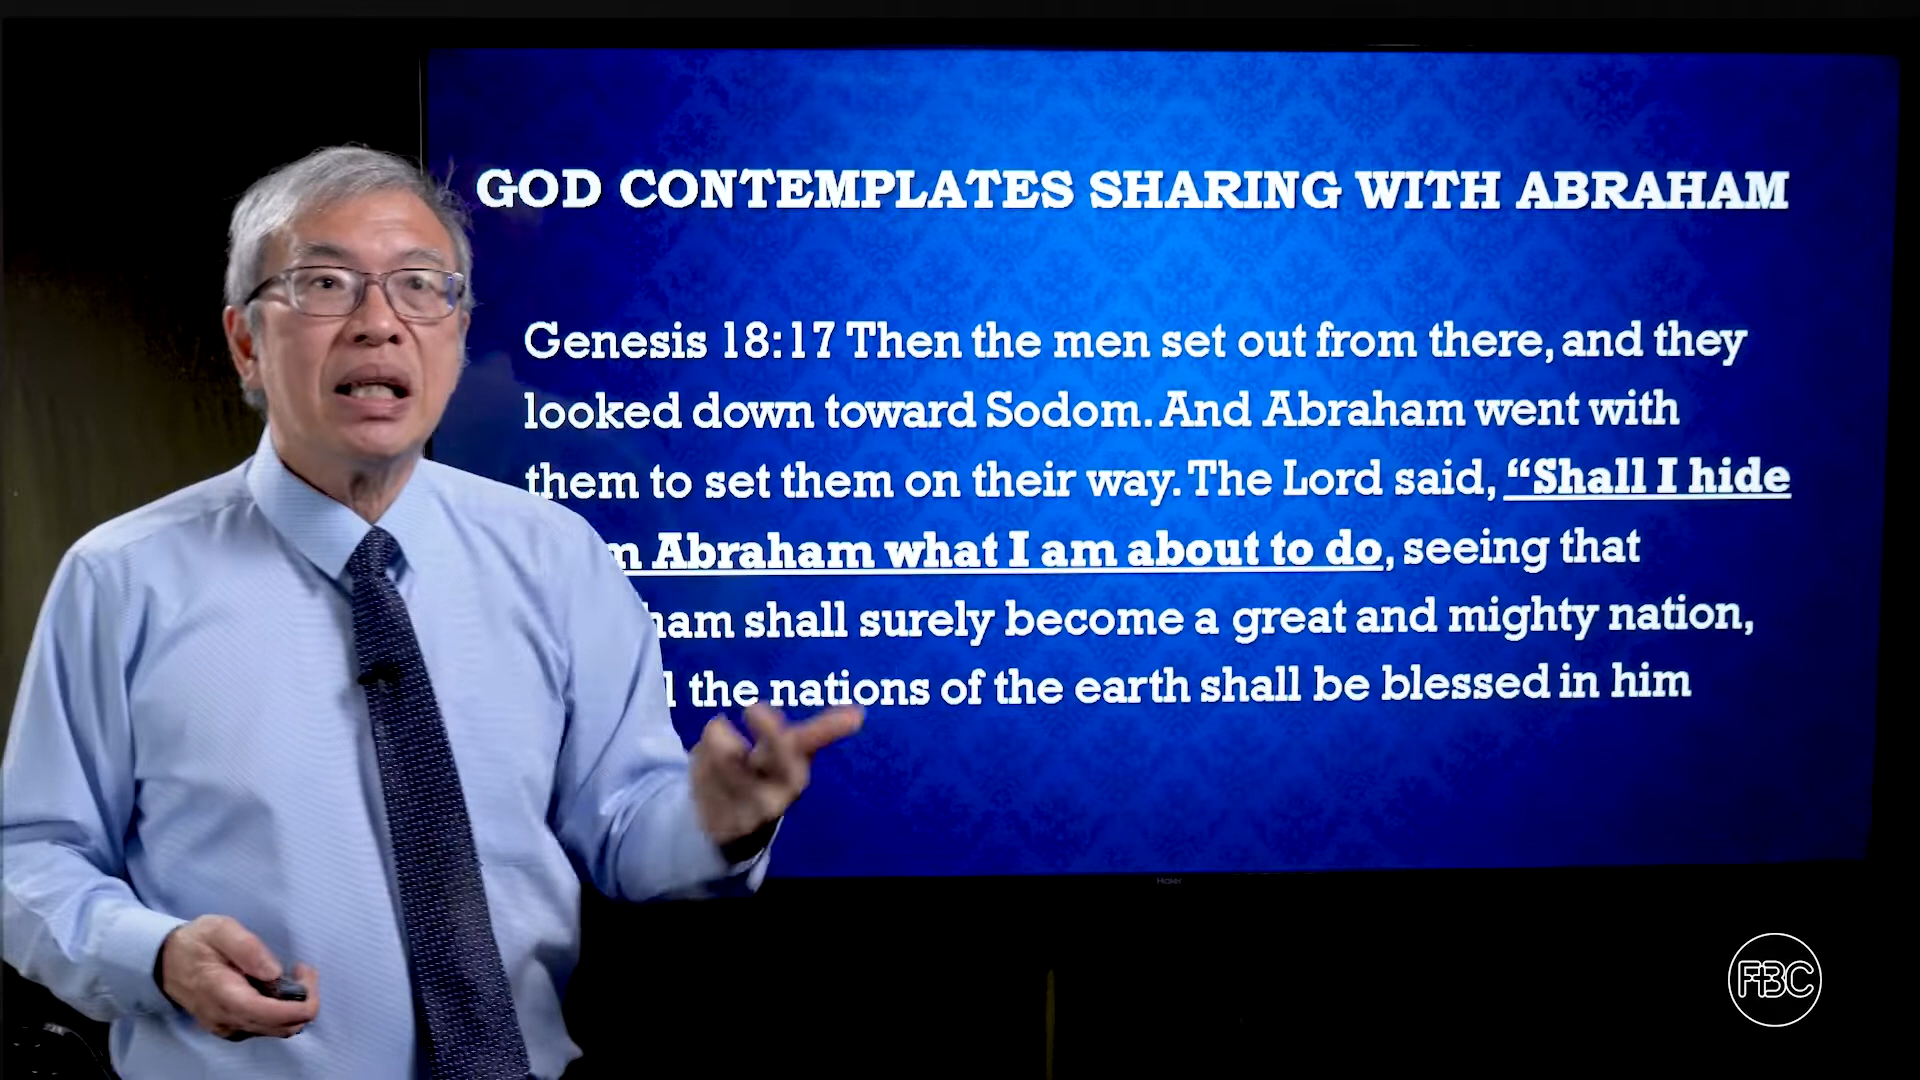 GOD CONTEMPLATES SHARING WITH ABRAHAM
Genesis 18:17 Then the men set out from there, and they
looked down toward Sodom. And Abraham went with
them to set them on their way. The Lord said, “Shall I hide
Abraham what I am about to do, seeing that
shall surely become a great and mighty nation,
the nations of the earth shall be blessed in him
Haier
FBC